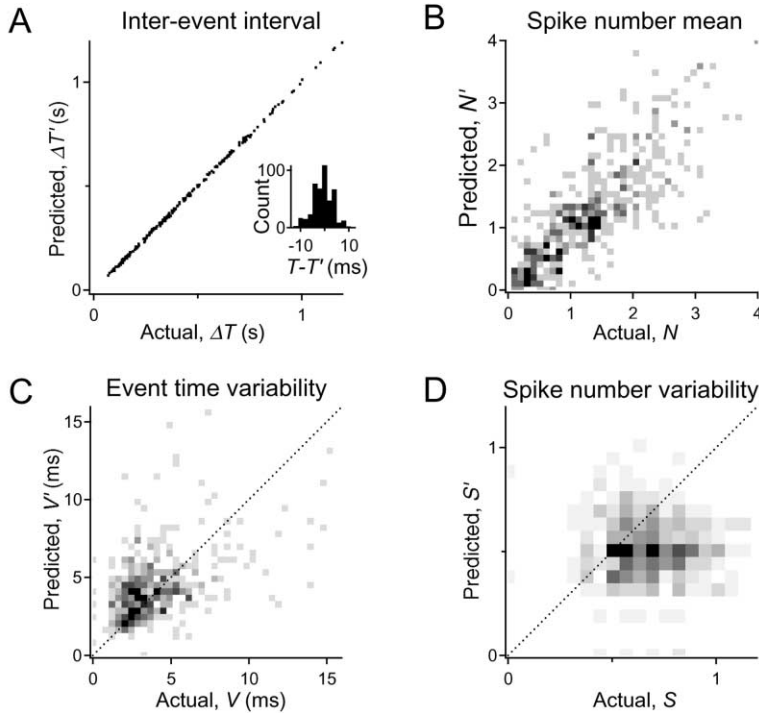 A
Inter-event interval
Predicted, ΔT' (s)
1
0
0
1
Actual, ΔT (s)
Count
100
0
-10 0 10
T-T' (ms)
B
Spike number mean
Predicted, N'
4
3
2
1
0
0 1 2 3 4
Actual, N
C
Event time variability
Predicted, V' (ms)
15
10
5
0
0 5 10 15
Actual, V (ms)
D
Spike number variability
Predicted, S'
1
0
0 1
Actual, S